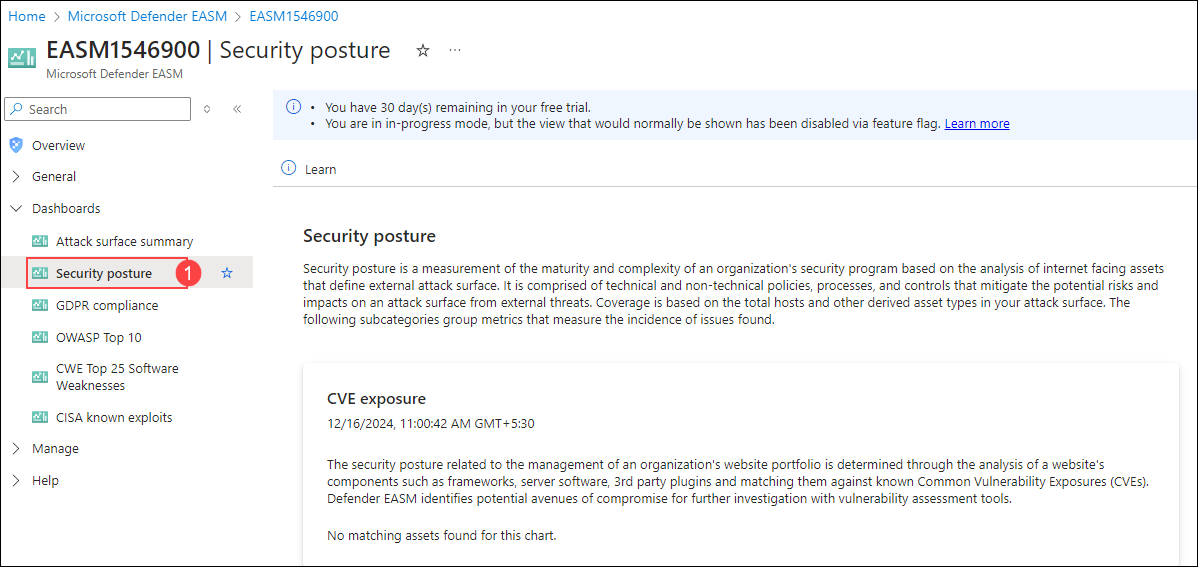 Home > Microsoft Defender EASM > EASM1546900
EASM1546900 | Security posture
Microsoft Defender EASM
Search
Overview
General
Dashboards
Attack surface summary
Security posture
1
GDPR compliance
OWASP Top 10
CWE Top 25 Software
Weaknesses
CISA known exploits
Manage
Help
• You have 30 day(s) remaining in your free trial.
• You are in in-progress mode, but the view that would normally be shown has been disabled via feature flag. Learn more
Learn
Security posture
Security posture is a measurement of the maturity and complexity of an organization's security program based on the analysis of internet facing assets
that define external attack surface. It is comprised of technical and non-technical policies, processes, and controls that mitigate the potential risks and
impacts on an attack surface from external threats. Coverage is based on the total hosts and other derived asset types in your attack surface. The
following subcategories group metrics that measure the incidence of issues found.
CVE exposure
12/16/2024, 11:00:42 AM GMT+5:30
The security posture related to the management of an organization's website portfolio is determined through the analysis of a website's
components such as frameworks, server software, 3rd party plugins and matching them against known Common Vulnerability Exposures (CVEs).
Defender EASM identifies potential avenues of compromise for further investigation with vulnerability assessment tools.
No matching assets found for this chart.